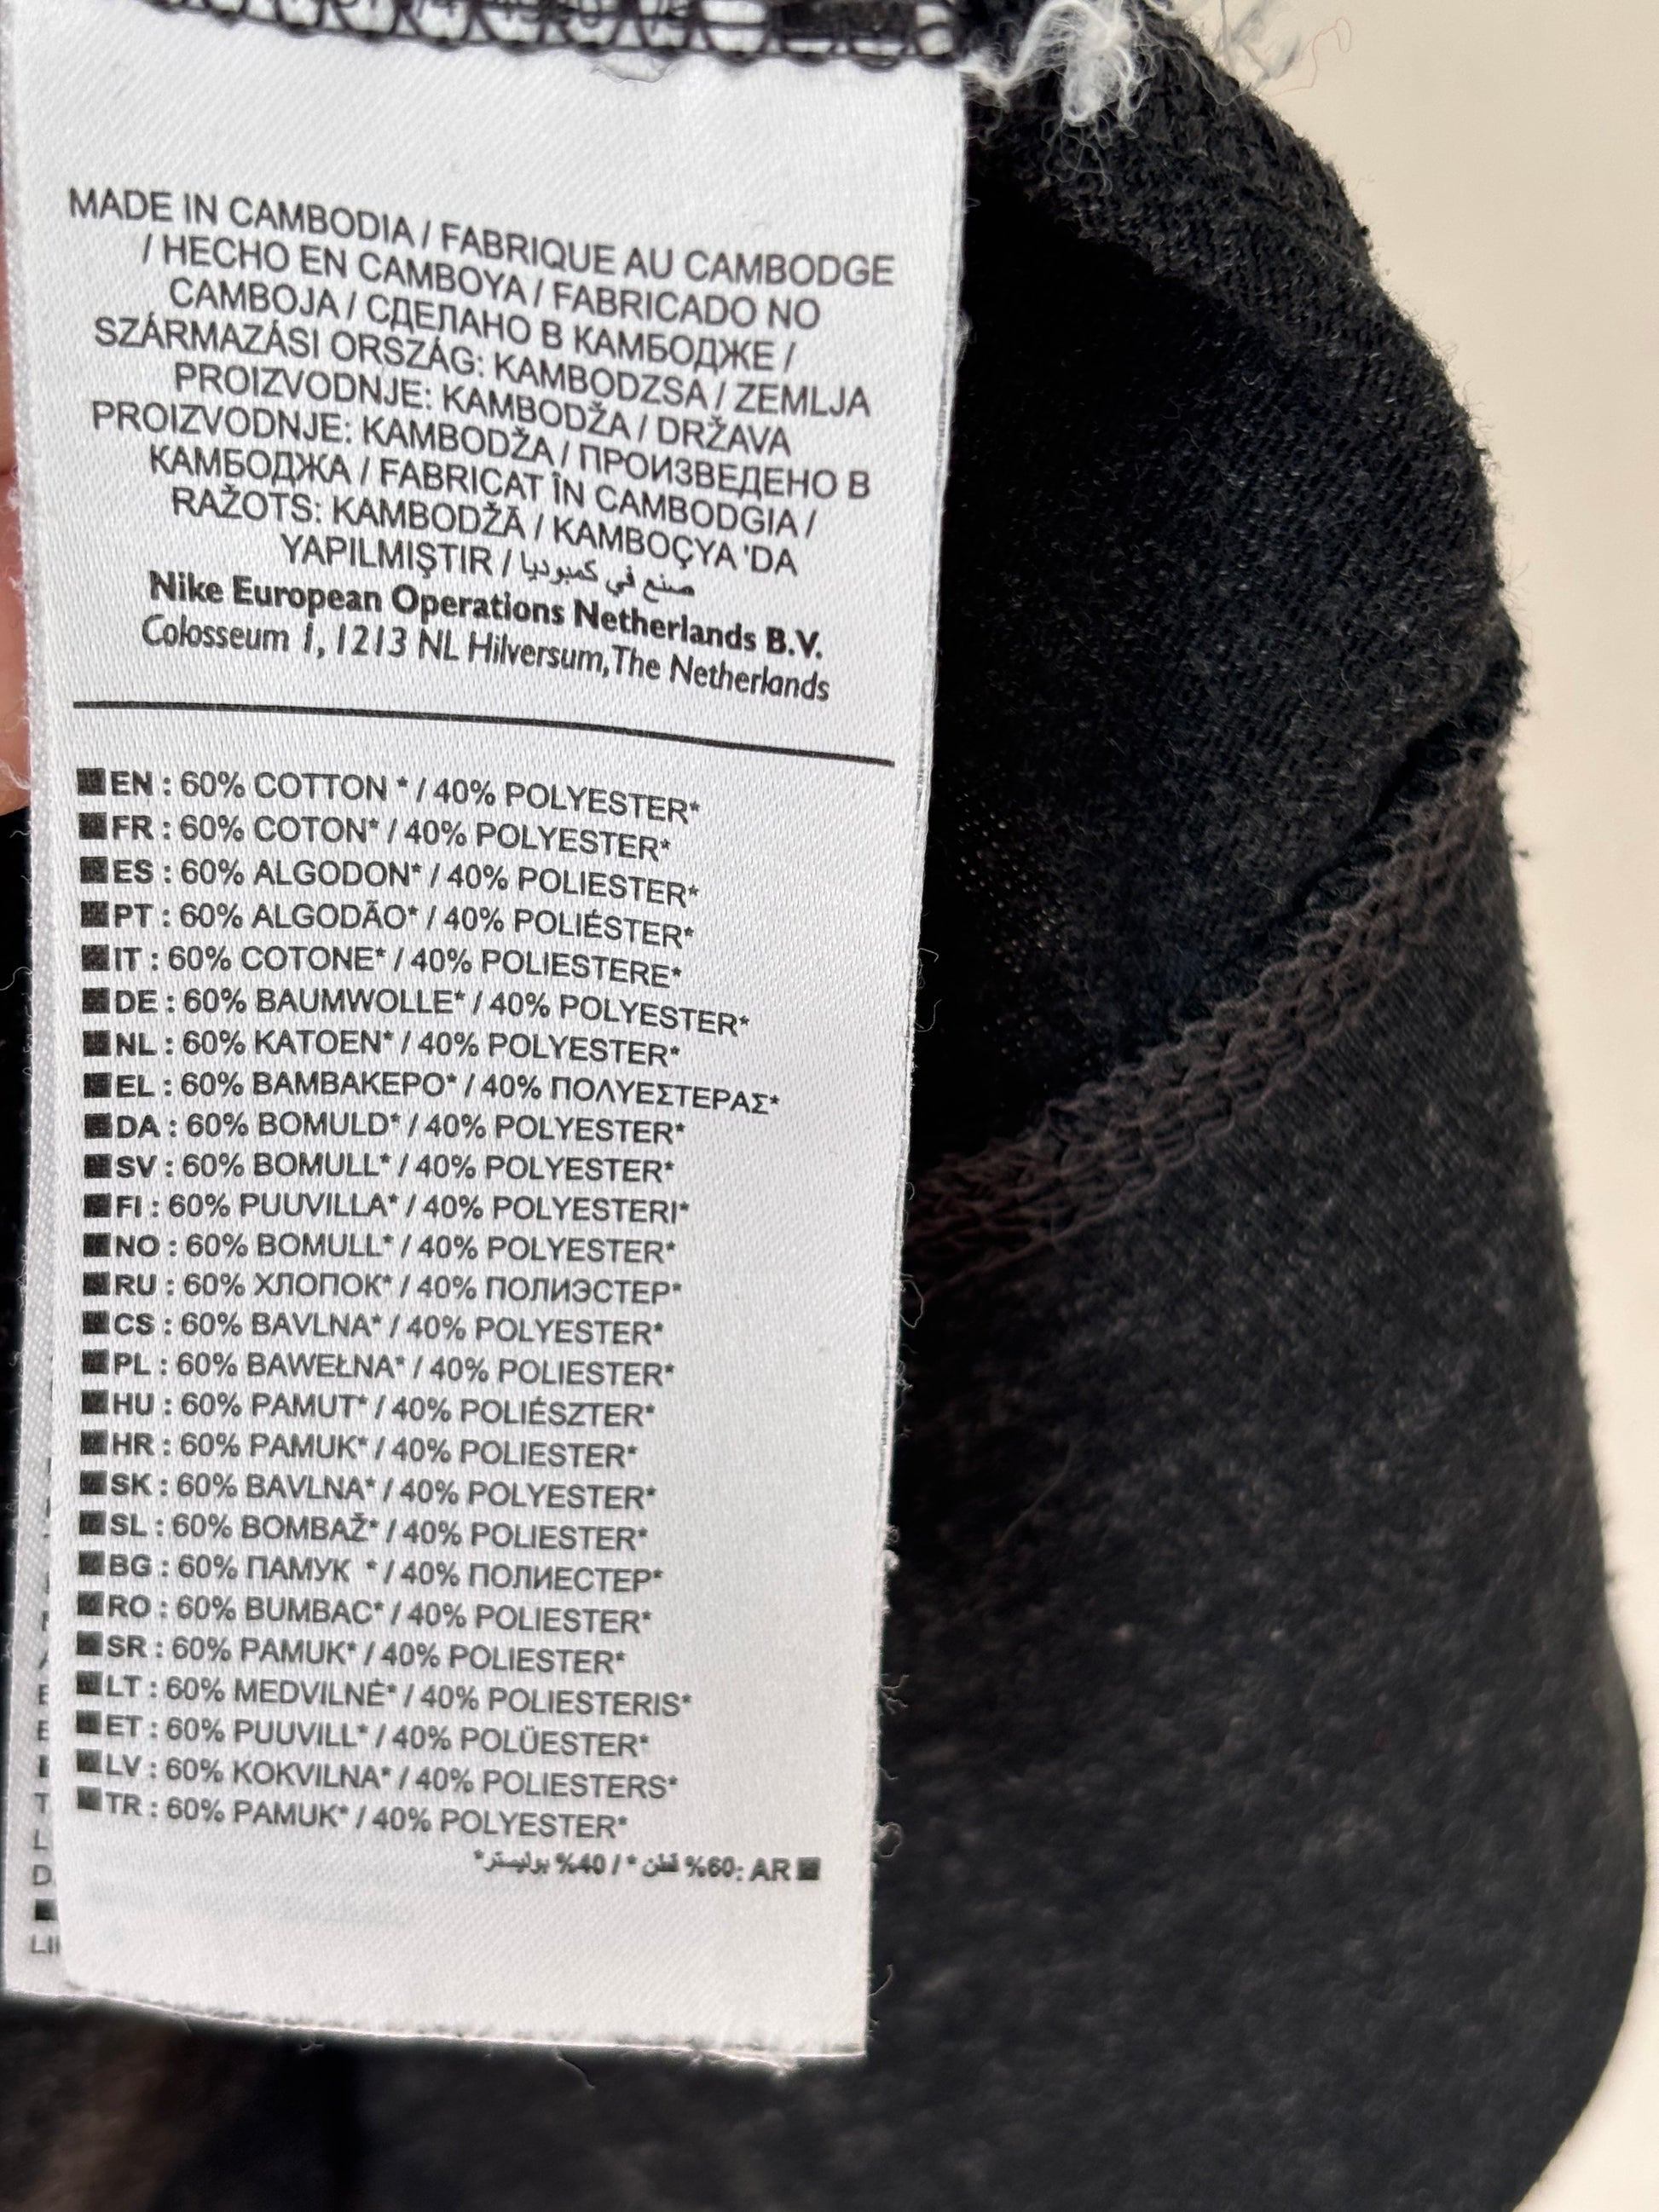 MADE IN CAMBODIA / FABRIQUE AU CAMBODGE
/ HECHO EN CAMBOYA / FABRICADO NO
CAMBOJA / СДЕЛАНО В КАМБОДЖЕ /
SZÁRMAZÁSI ORSZÁG: KAMBODZSA / ZEMLJA
PROIZVODNJE: KAMBODŽA / DRŽAVA
PROIZVODNJE: KAMBODŽA / ПРОИЗВЕДЕНО В
КАМБОДЖА / FABRICAT ÎN CAMBODGIA /
RAŽOTS: KAMBODŽĀ / KAMBOÇYA 'DA
YAPILMIŞTIR / صنع في كمبوديا
Nike European Operations Netherlands B.V.
Colosseum 1, 1213 NL Hilversum, The Netherlands
EN : 60% COTTON * / 40% POLYESTER*
FR : 60% COTON* / 40% POLYESTER*
ES : 60% ALGODON* / 40% POLIESTER*
PT : 60% ALGODÃO* / 40% POLIÉSTER*
IT : 60% COTONE* / 40% POLIESTERE*
DE : 60% BAUMWOLLE* / 40% POLYESTER*
NL : 60% KATOEN* / 40% POLYESTER*
EL : 60% ΒΑΜΒΑΚΕΡΟ* / 40% ΠΟΛΥΕΣΤΕΡΑΣ*
DA : 60% BOMULD* / 40% POLYESTER*
SV : 60% BOMULL* / 40% POLYESTER*
FI : 60% PUUVILLA* / 40% POLYESTERI*
NO : 60% BOMULL* / 40% POLYESTER*
RU : 60% ХЛОПОК* / 40% ПОЛИЭСТЕР*
CS : 60% BAVLNA* / 40% POLYESTER*
PL : 60% BAWEŁNA* / 40% POLIESTER*
HU : 60% PAMUT* / 40% POLIÉSZTER*
HR : 60% PAMUK* / 40% POLIESTER*
SK : 60% BAVLNA* / 40% POLYESTER*
SL : 60% BOMBAŽ* / 40% POLIESTER*
BG : 60% ПАМУК * / 40% ПОЛИЕСТЕР*
RO : 60% BUMBAC* / 40% POLIESTER*
SR : 60% PAMUK* / 40% POLIESTER*
LT : 60% MEDVILNĖ* / 40% POLIESTERIS*
ET : 60% PUUVILL* / 40% POLÜESTER*
LV : 60% KOKVILNA* / 40% POLIESTERS*
TR : 60% PAMUK* / 40% POLYESTER*
AR :60% قطن * / 40% بوليستر*